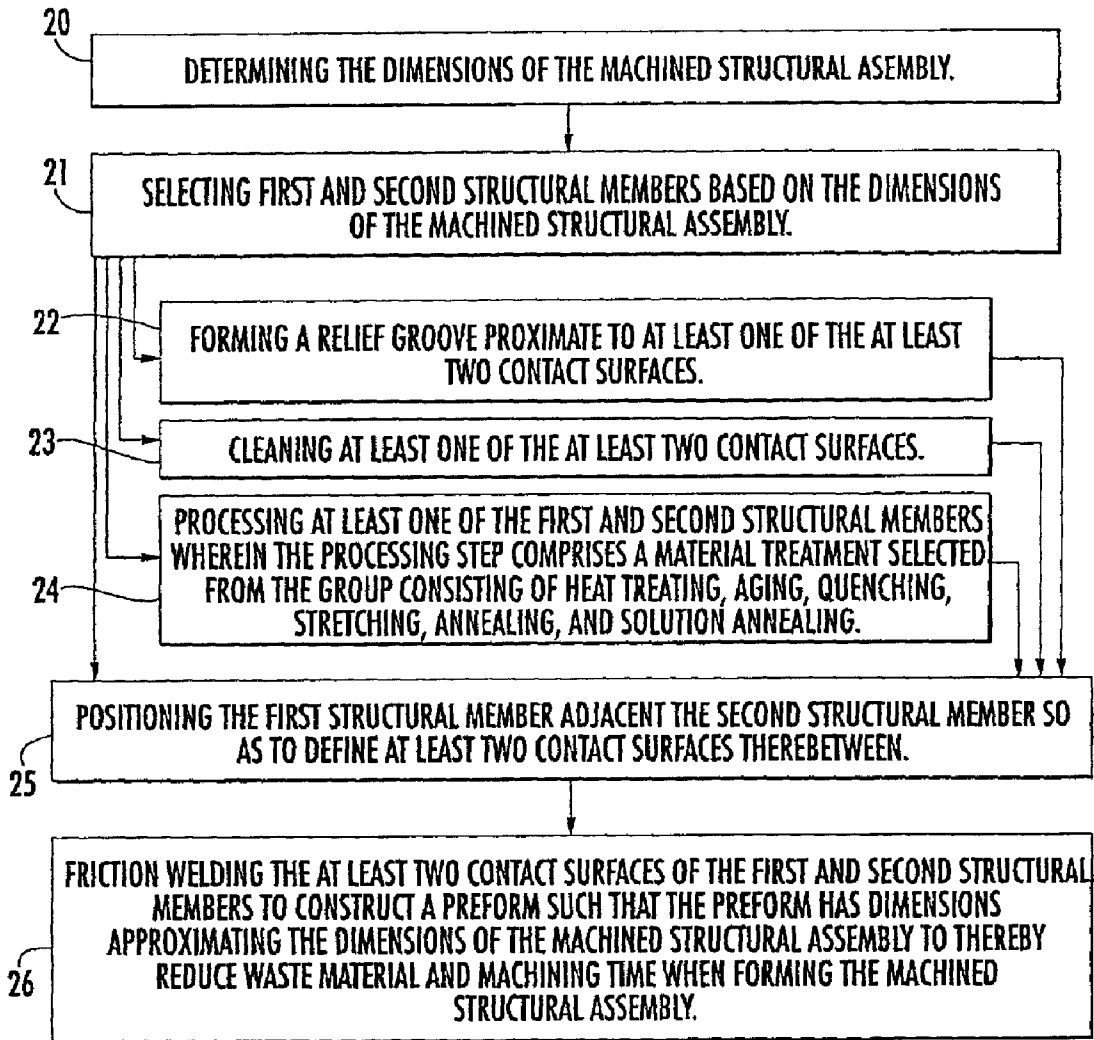 20
DETERMINING THE DIMENSIONS OF THE MACHINED STRUCTURAL ASEMBLY.
21
SELECTING FIRST AND SECOND STRUCTURAL MEMBERS BASED ON THE DIMENSIONS
OF THE MACHINED STRUCTURAL ASSEMBLY.
22
FORMING A RELIEF GROOVE PROXIMATE TO AT LEAST ONE OF THE AT LEAST
TWO CONTACT SURFACES.
23
CLEANING AT LEAST ONE OF THE AT LEAST TWO CONTACT SURFACES.
24
PROCESSING AT LEAST ONE OF THE FIRST AND SECOND STRUCTURAL MEMBERS
WHEREIN THE PROCESSING STEP COMPRISES A MATERIAL TREATMENT SELECTED
FROM THE GROUP CONSISTING OF HEAT TREATING, AGING, QUENCHING,
STRETCHING, ANNEALING, AND SOLUTION ANNEALING.
25
POSITIONING THE FIRST STRUCTURAL MEMBER ADJACENT THE SECOND STRUCTURAL MEMBER SO
AS TO DEFINE AT LEAST TWO CONTACT SURFACES THEREBETWEEN.
26
FRICTION WELDING THE AT LEAST TWO CONTACT SURFACES OF THE FIRST AND SECOND STRUCTURAL
MEMBERS TO CONSTRUCT A PREFORM SUCH THAT THE PREFORM HAS DIMENSIONS
APPROXIMATING THE DIMENSIONS OF THE MACHINED STRUCTURAL ASSEMBLY TO THEREBY
REDUCE WASTE MATERIAL AND MACHINING TIME WHEN FORMING THE MACHINED
STRUCTURAL ASSEMBLY.